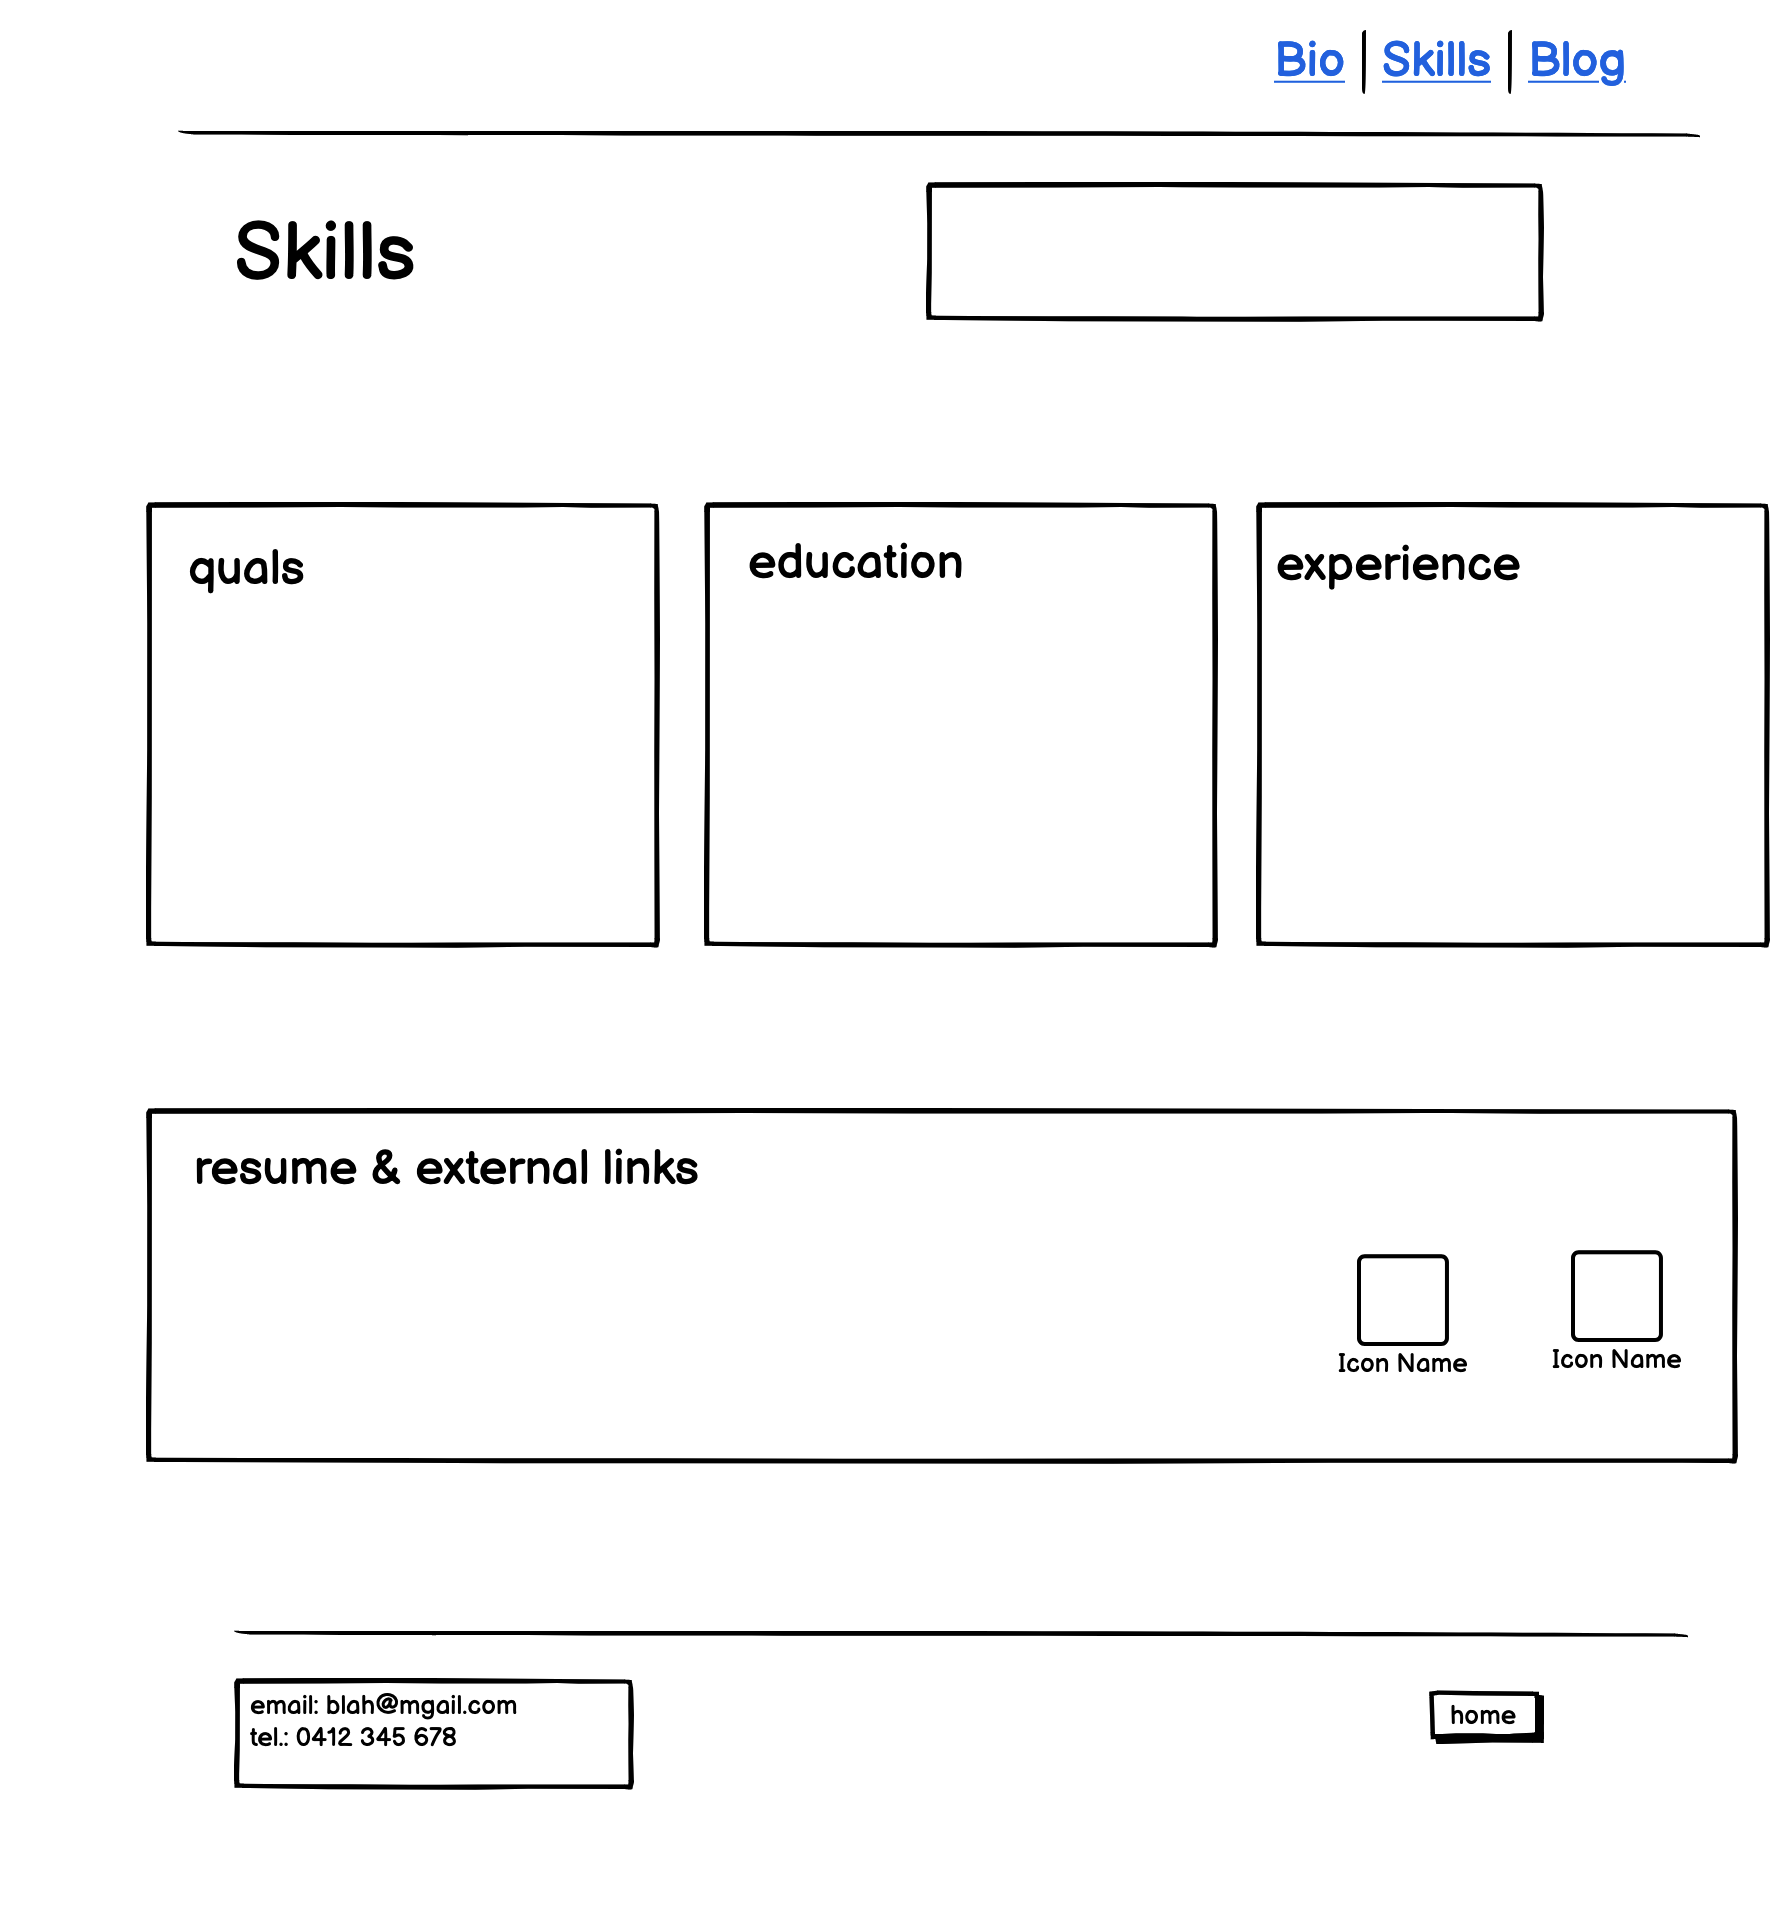 Bio | Skills | Blog
Skills
quals
education
experience
resume & external links
Icon Name
Icon Name
email: blah@mgail.com
tel.: 0412 345 678
home